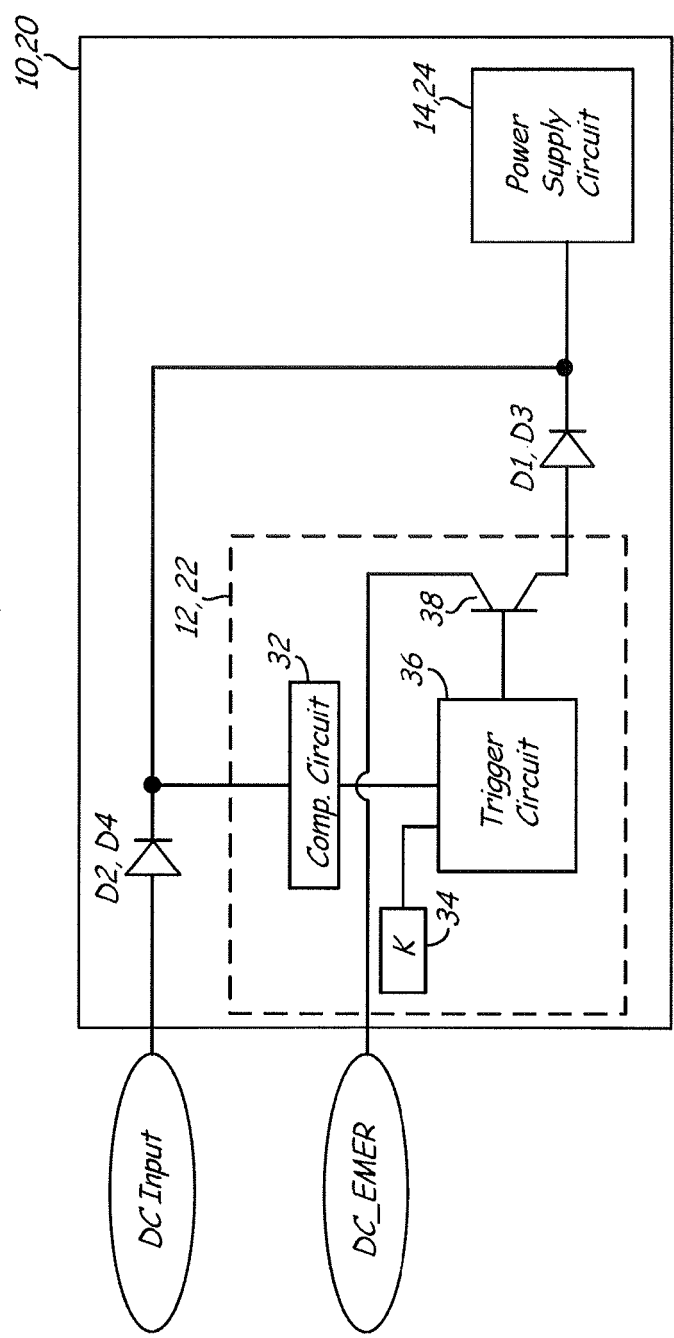 10,20
14,24
Power
Supply
Circuit
D1, D3
12, 22
38
32
36
Comp. Circuit
Trigger
Circuit
D2, D4
K
34
DC Input
DC_EMER